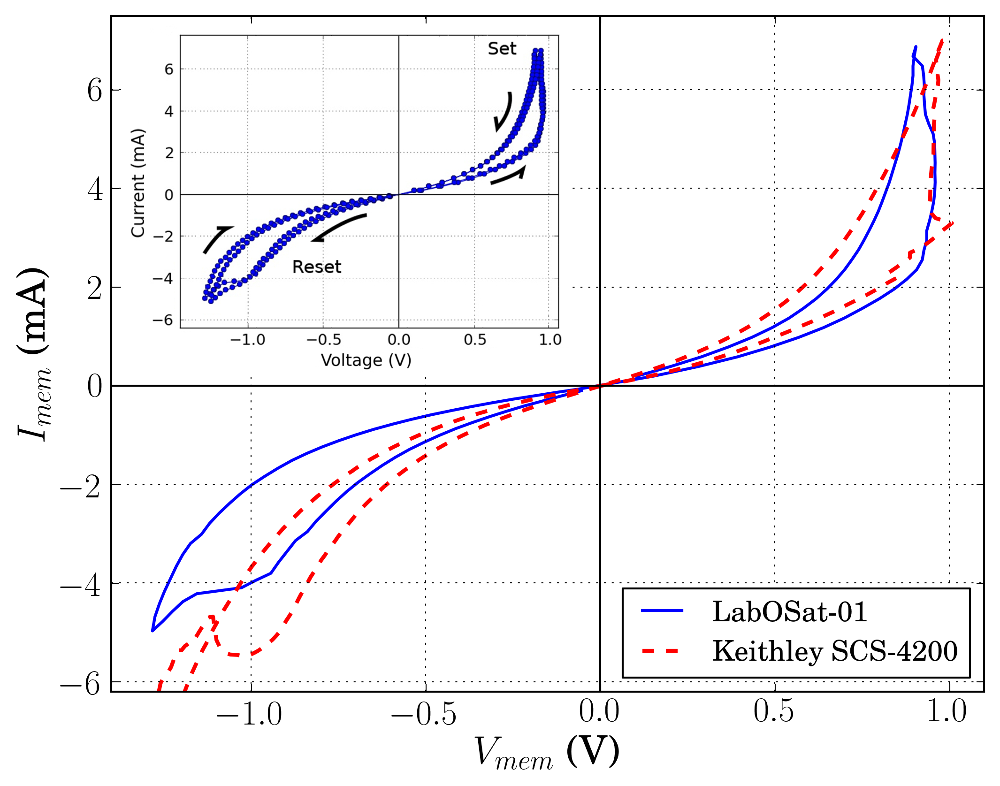 Set
6
4
2
0
−2
−4
−6
Current (mA)
Reset
−1.0 −0.5 0.0 0.5 1.0
Voltage (V)
6
4
2
0
−2
−4
−6
I_mem (mA)
LabOSat-01
Keithley SCS-4200
−1.0 −0.5 0.0 0.5 1.0
V_mem (V)